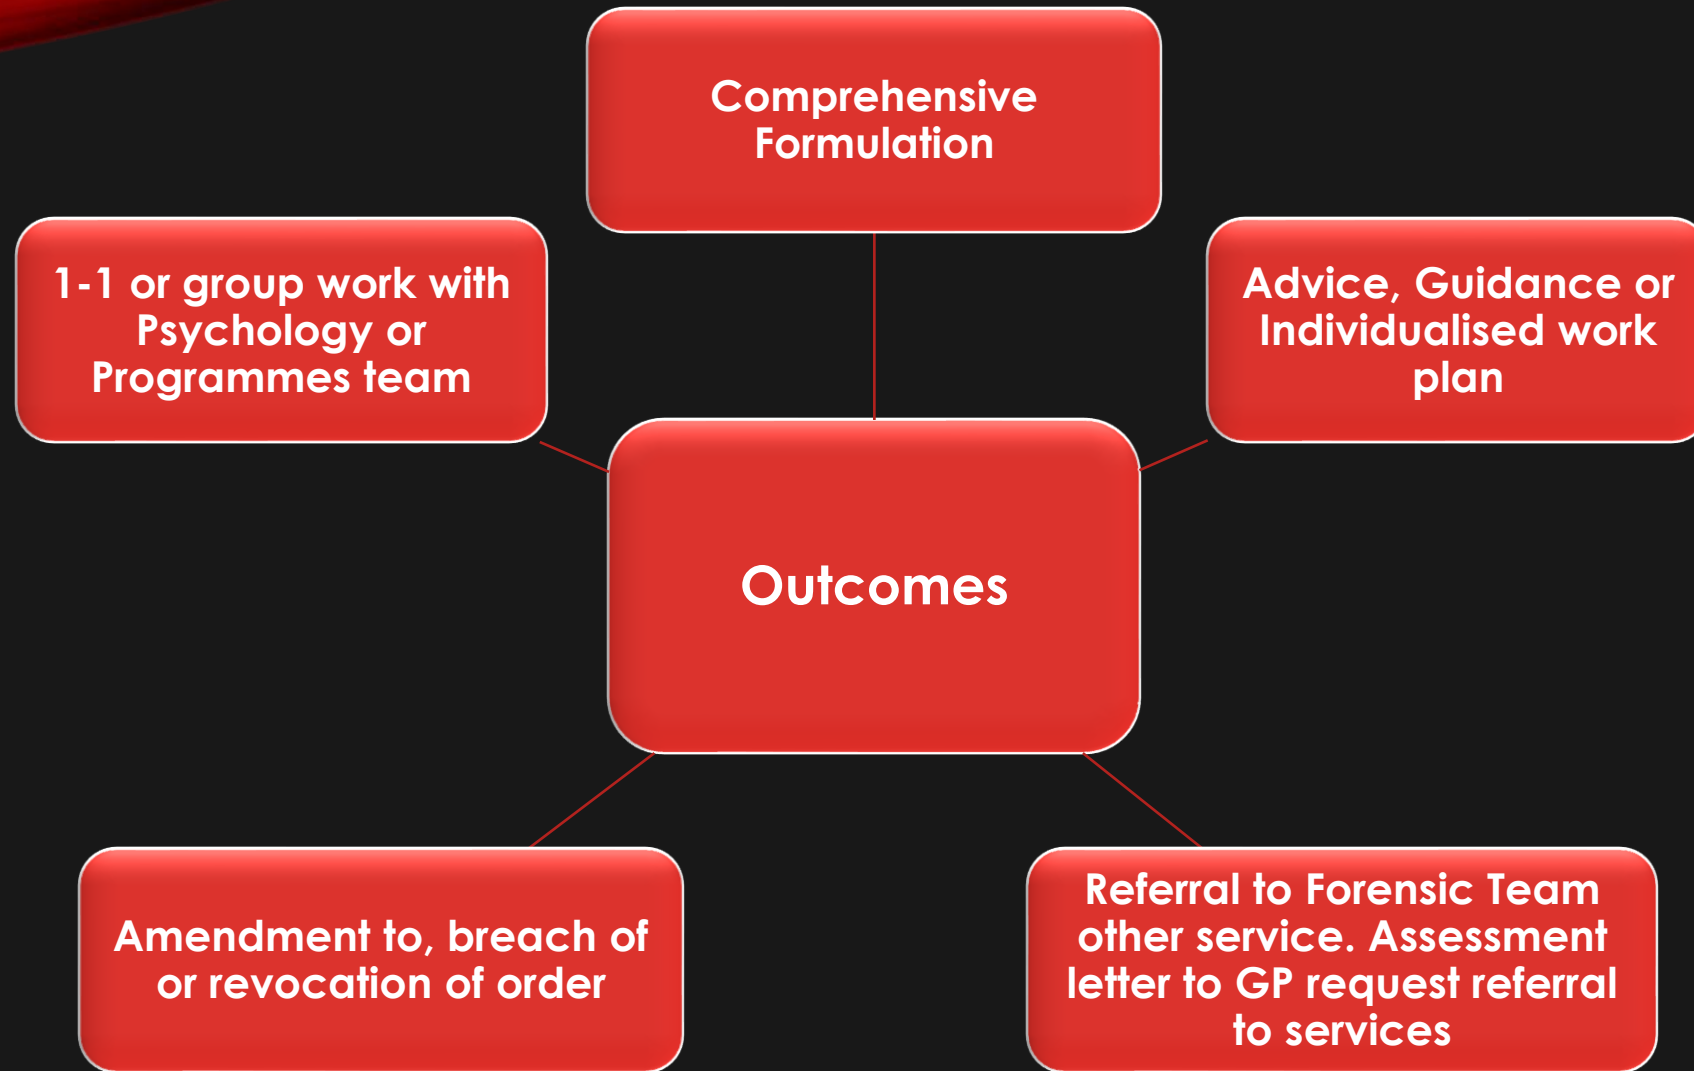 Comprehensive
Formulation
1-1 or group work with
Psychology or
Programmes team
Advice, Guidance or
Individualised work
plan
Outcomes
Amendment to, breach of
or revocation of order
Referral to Forensic Team
other service. Assessment
letter to GP request referral
to services